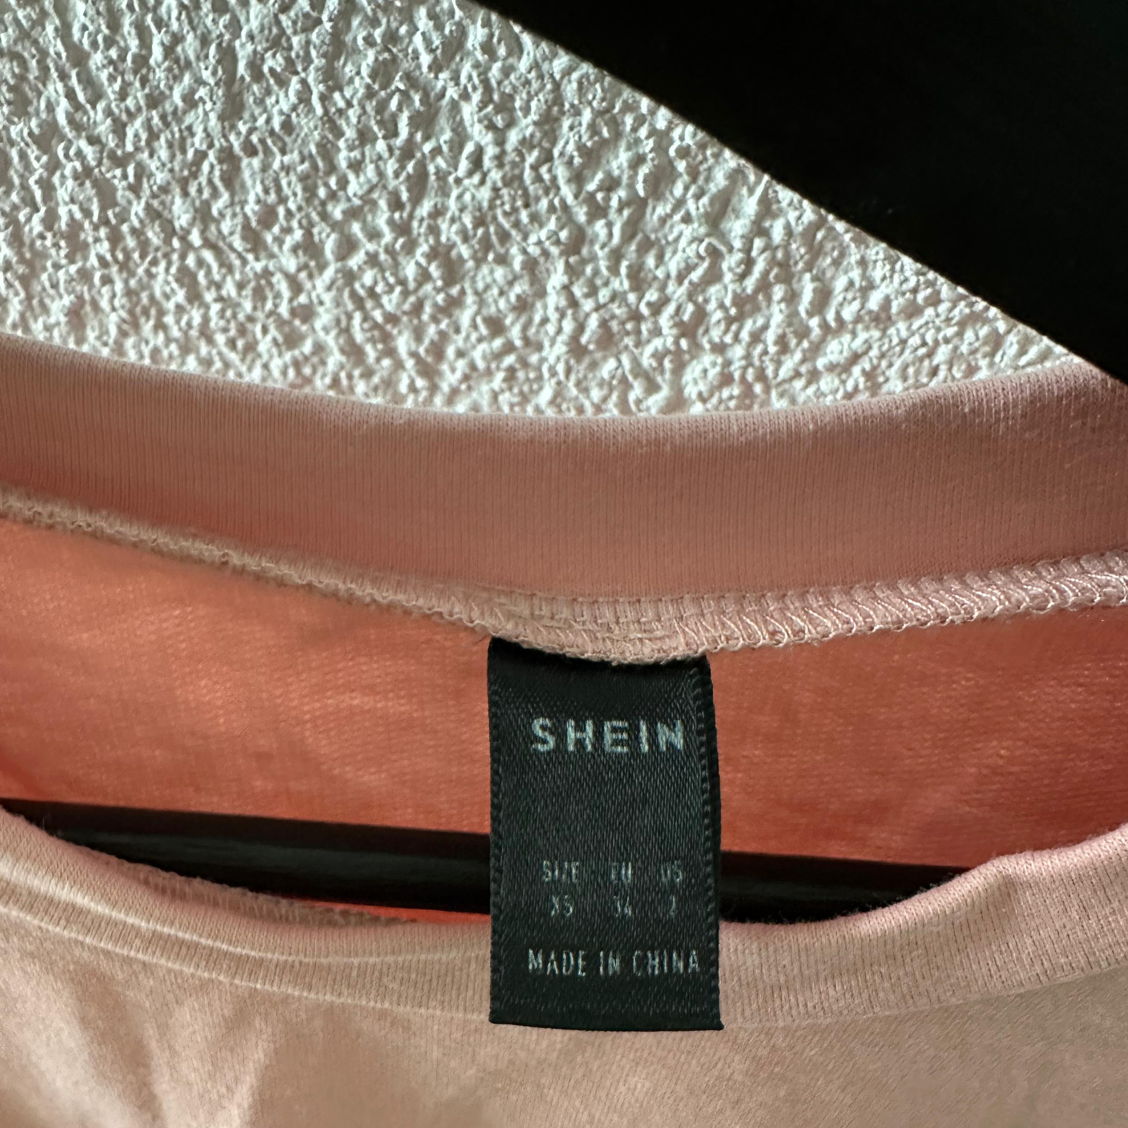 SHEIN
SIZE EU US
XS 34 2
MADE IN CHINA